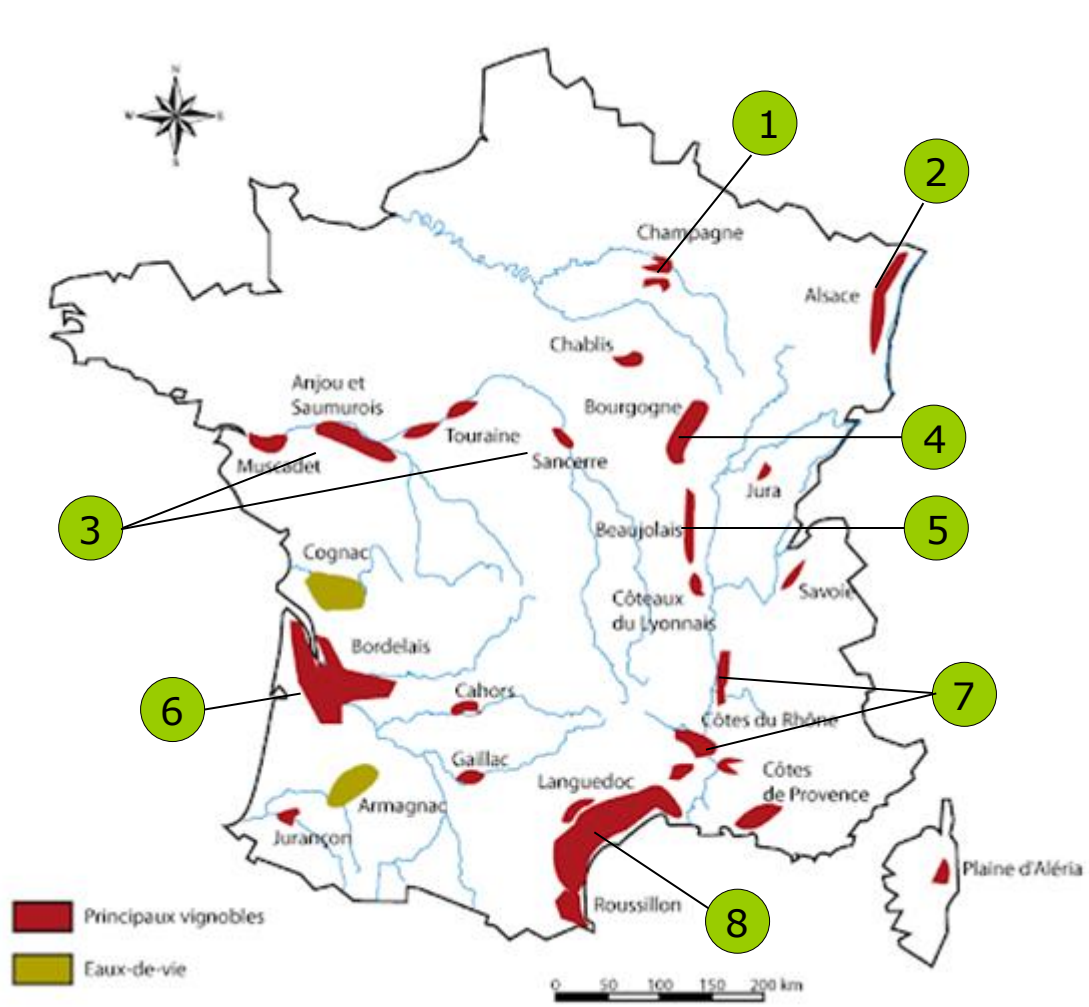 N
W
E
S
1
2
Champagne
Alsace
Chablis
Anjou et
Saumurois
Bourgogne
4
Touraine
Muscadet
Sancerre
Jura
3
Beaujolais
5
Cognac
Savoie
Côteaux
du Lyonnais
Bordelais
6
Cahors
7
Côtes du Rhône
Gaillac
Languedoc
Côtes
de Provence
Armagnac
Jurançon
Plaine d'Aléria
Roussillon
8
Principaux vignobles
Eaux-de-vie
0 50 100 150 200 km